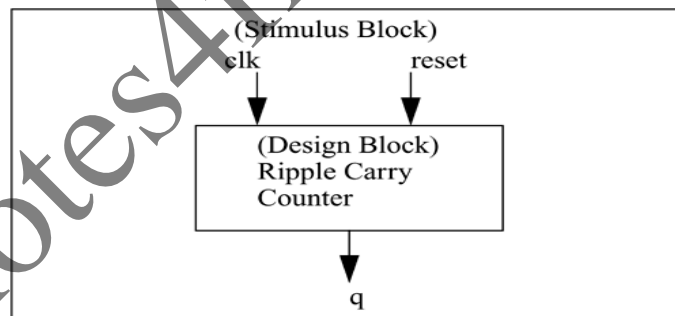 (Stimulus Block)
clk reset
(Design Block)
Ripple Carry
Counter
q